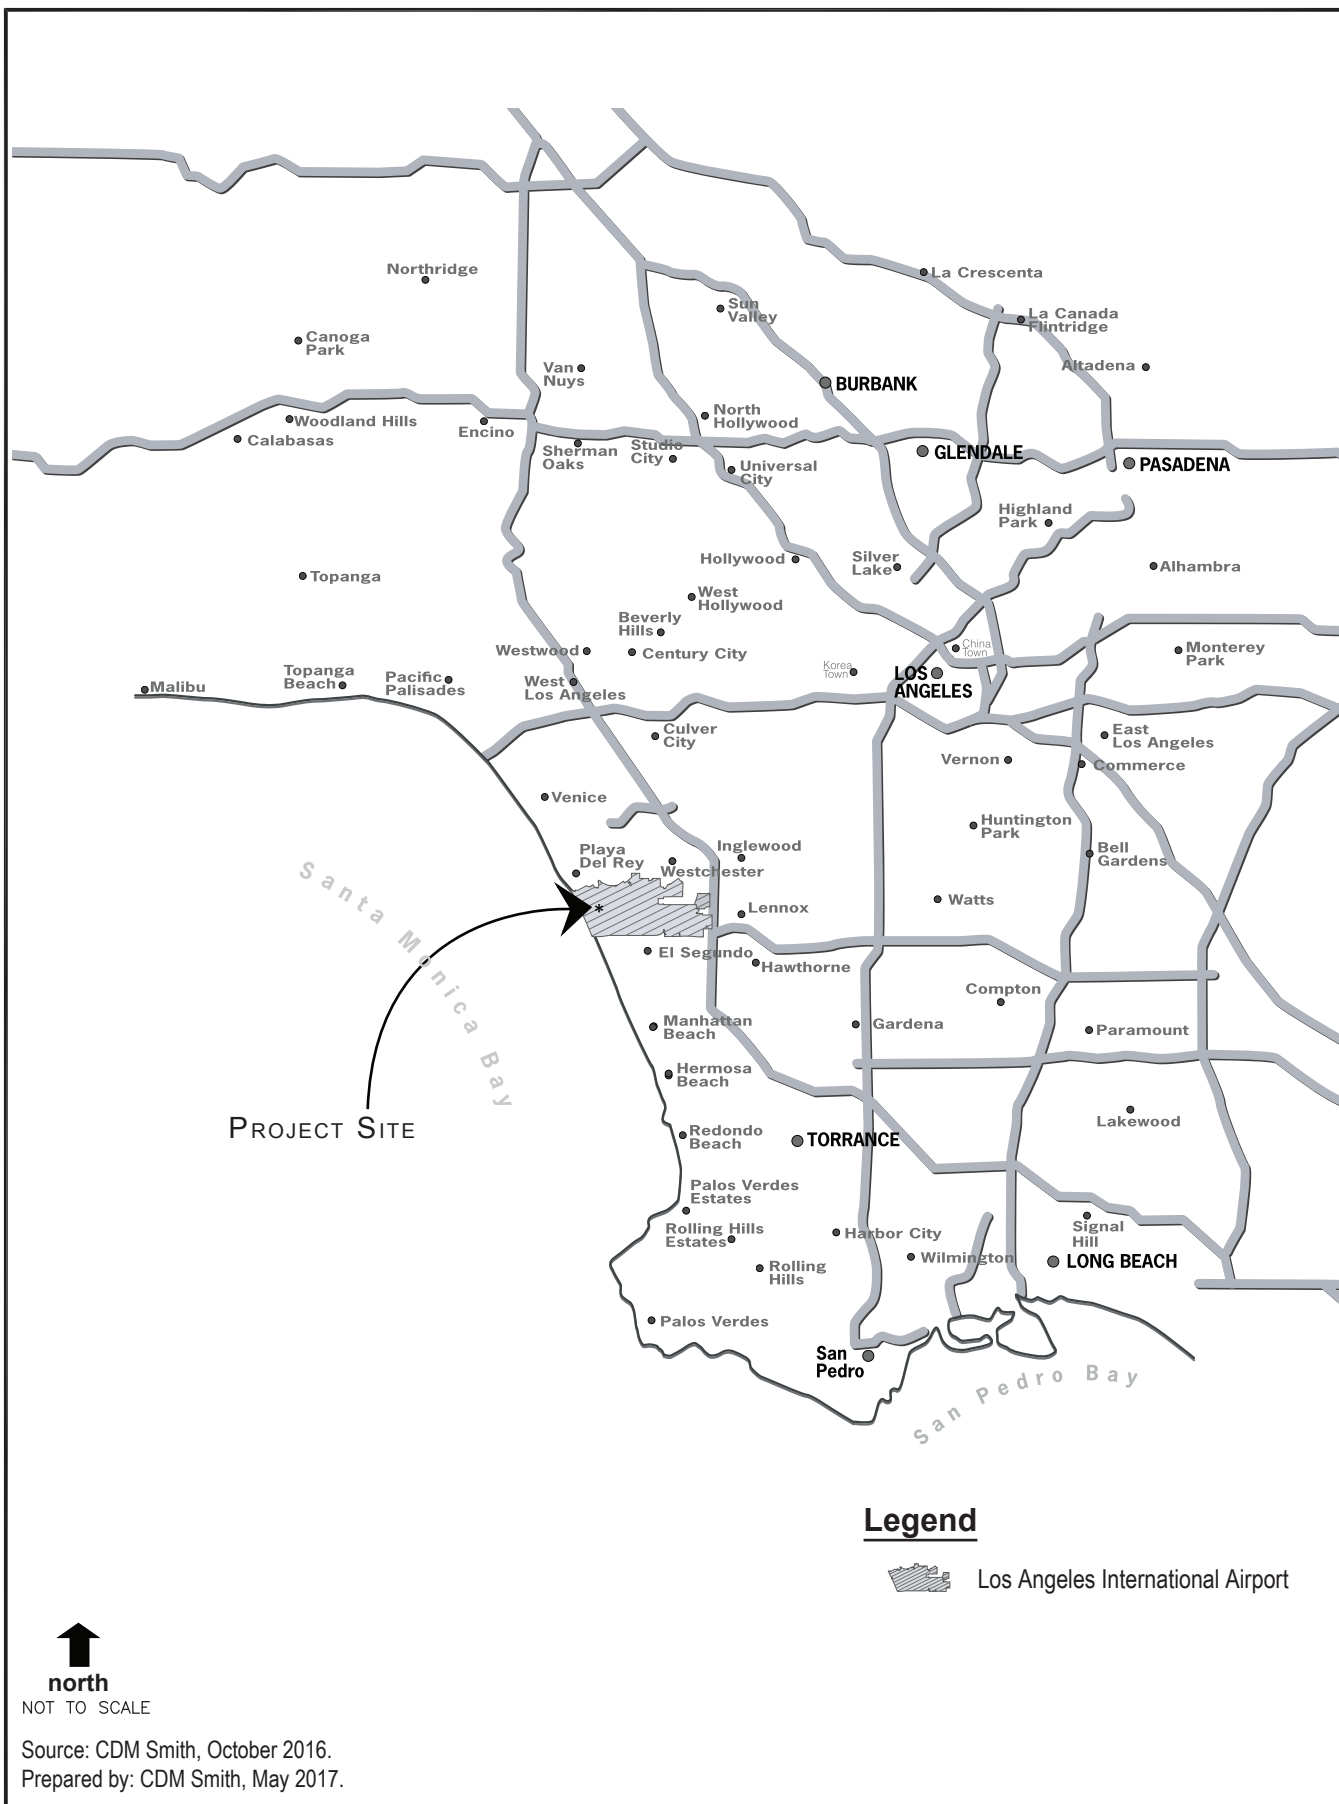 Northridge
La Crescenta
Sun
Valley
La Canada
Flintridge
Canoga
Park
Van
Nuys
Altadena
BURBANK
North
Hollywood
Woodland Hills
Calabasas
Encino
Sherman
Oaks
Studio
City
Universal
City
GLENDALE
PASADENA
Highland
Park
Hollywood
Silver
Lake
Alhambra
Topanga
West
Hollywood
Beverly
Hills
Westwood
Century City
China
Town
Monterey
Park
Malibu
Topanga
Beach
Pacific
Palisades
West
Los Angeles
Korea
Town
LOS
ANGELES
Culver
City
East
Los Angeles
Vernon
Commerce
Venice
Huntington
Park
Playa
Del Rey
Inglewood
Westchester
Bell
Gardens
Santa Monica Bay
Lennox
Watts
El Segundo
Hawthorne
Compton
Manhattan
Beach
Gardena
Paramount
Hermosa
Beach
PROJECT SITE
Redondo
Beach
TORRANCE
Lakewood
Palos Verdes
Estates
Rolling Hills
Estates
Harbor City
Signal
Hill
Rolling
Hills
Wilmington
LONG BEACH
Palos Verdes
San
Pedro
San Pedro Bay
Legend
Los Angeles International Airport
north
NOT TO SCALE
Source: CDM Smith, October 2016.
Prepared by: CDM Smith, May 2017.